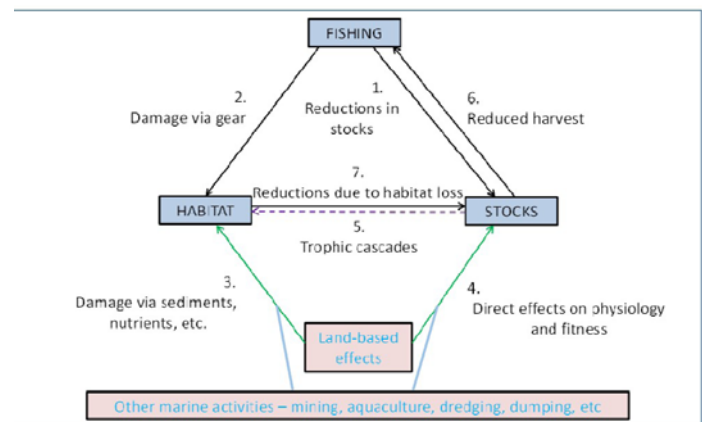 FISHING
2.
Damage via gear
1.
Reductions in
stocks
6.
Reduced harvest
7.
Reductions due to habitat loss
HABITAT
STOCKS
5.
Trophic cascades
3.
Damage via sediments,
nutrients, etc.
4.
Direct effects on physiology
and fitness
Land-based
effects
Other marine activities – mining, aquaculture, dredging, dumping, etc